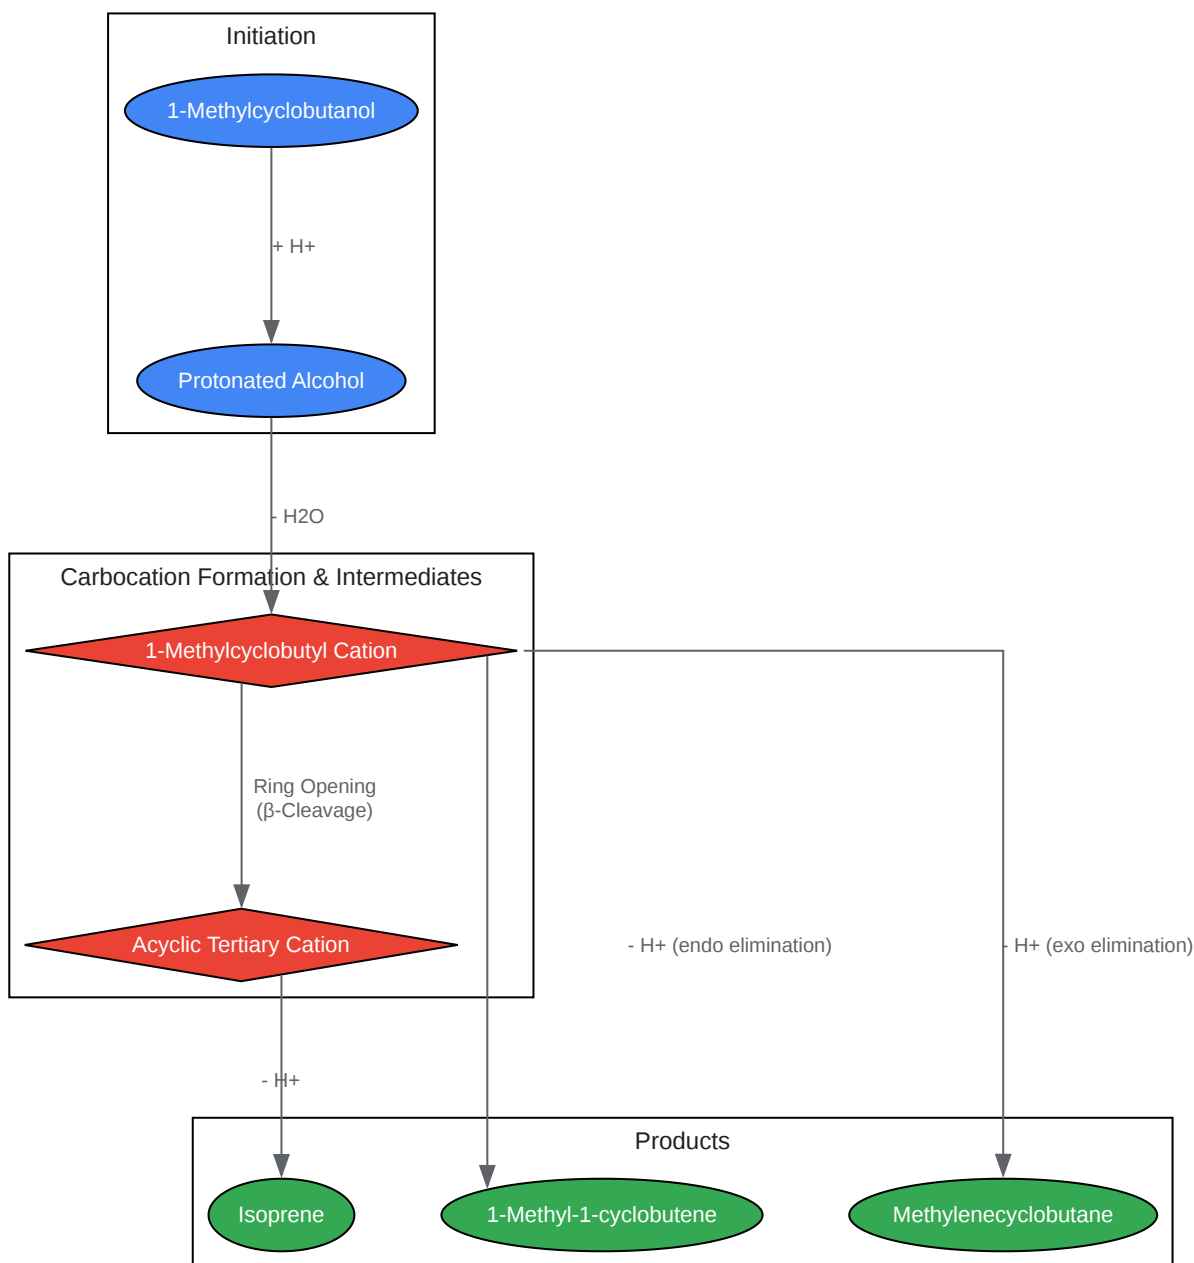 Initiation
1-Methylcyclobutanol
+ H+
Protonated Alcohol
- H2O
Carbocation Formation & Intermediates
1-Methylcyclobutyl Cation
Ring Opening
(β-Cleavage)
Acyclic Tertiary Cation
- H+ (endo elimination)
- H+ (exo elimination)
- H+
Products
Isoprene
1-Methyl-1-cyclobutene
Methylenecyclobutane